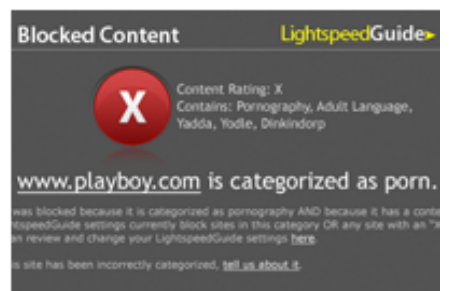 Blocked Content
LightspeedGuide
X
Content Rating: X
Contains: Pornography, Adult Language,
Yadda, Yodle, Dinkindorp
www.playboy.com is categorized as porn.
was blocked because it is categorized as pornography AND because it has a conte
htspeedGuide settings currently block sites in this category OR any site with an "X
an review and change your LightspeedGuide settings here.
s site has been incorrectly categorized, tell us about it.